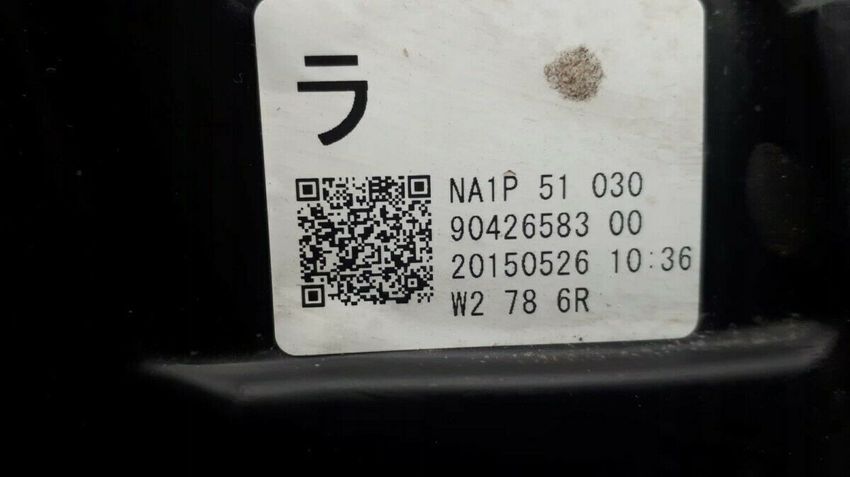 ラ
NA1P 51 030
90426583 00
20150526 10:36
W2 78 6R